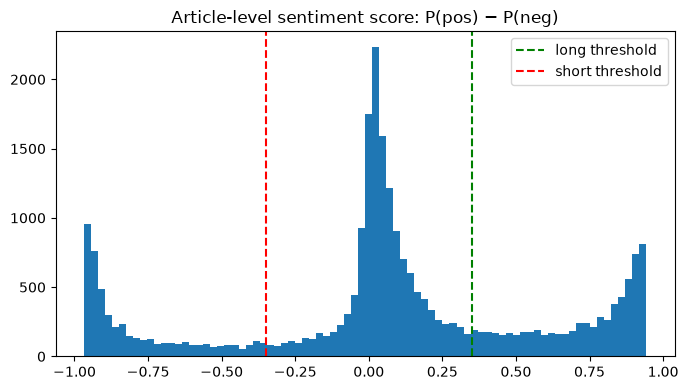 Article-level sentiment score: P(pos) − P(neg)
long threshold
short threshold
2000
1500
1000
500
0
−1.00 −0.75 −0.50 −0.25 0.00 0.25 0.50 0.75 1.00